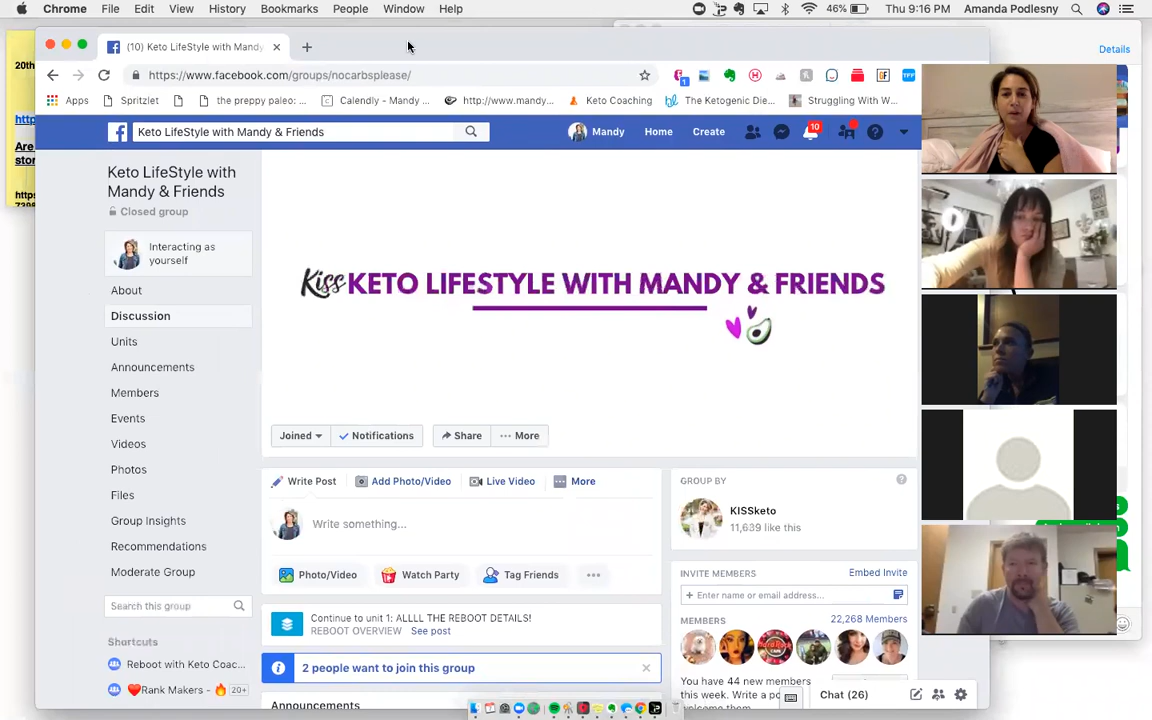 Chrome File Edit View History Bookmarks People Window Help
46% Thu 9:16 PM Amanda Podlesny
(10) Keto LifeStyle with Mandy
https://www.facebook.com/groups/nocarbsplease/
Details
Apps Spritzlet the preppy paleo: ... Calendly - Mandy ... http://www.mandy... Keto Coaching The Ketogenic Die... Struggling With W...
20th
http
Are
stor
https
Keto LifeStyle with Mandy & Friends
Mandy Home Create 10
Keto LifeStyle with
Mandy & Friends
Closed group
Interacting as
yourself
About
Discussion
Units
Announcements
Members
Events
Videos
Photos
Files
Group Insights
Recommendations
Moderate Group
Search this group
Shortcuts
Reboot with Keto Coac...
Rank Makers - 20+
Kiss KETO LIFESTYLE WITH MANDY & FRIENDS
Joined Notifications Share More
Write Post Add Photo/Video Live Video More
Write something...
Photo/Video Watch Party Tag Friends
Continue to unit 1: ALLLL THE REBOOT DETAILS!
REBOOT OVERVIEW See post
2 people want to join this group
Announcements
GROUP BY
KISSketo
11,639 like this
INVITE MEMBERS Embed Invite
+ Enter name or email address...
MEMBERS 22,268 Members
You have 44 new members
this week. Write a
welcome them.
Chat (26)